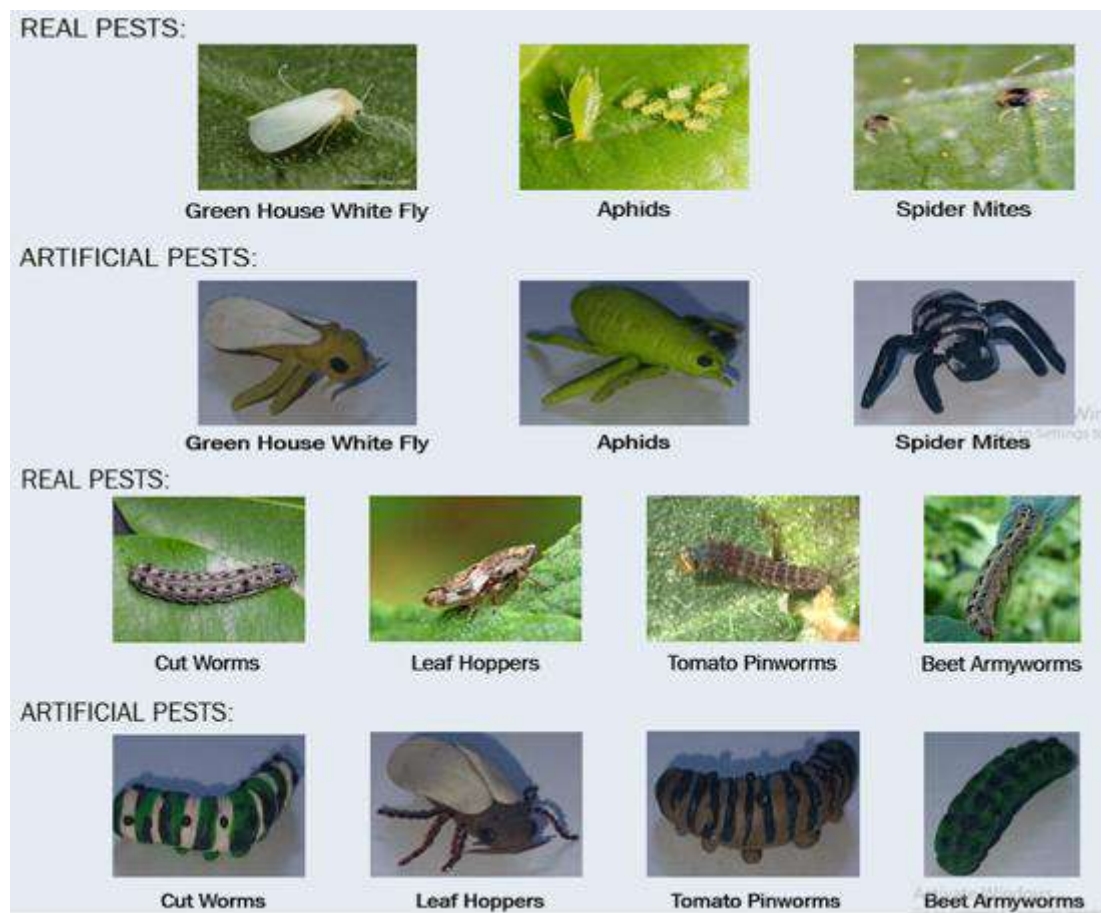 REAL PESTS:
Green House White Fly
Aphids
Spider Mites
ARTIFICIAL PESTS:
Green House White Fly
Aphids
Spider Mites
REAL PESTS:
Cut Worms
Leaf Hoppers
Tomato Pinworms
Beet Armyworms
ARTIFICIAL PESTS:
Cut Worms
Leaf Hoppers
Tomato Pinworms
Beet Armyworms